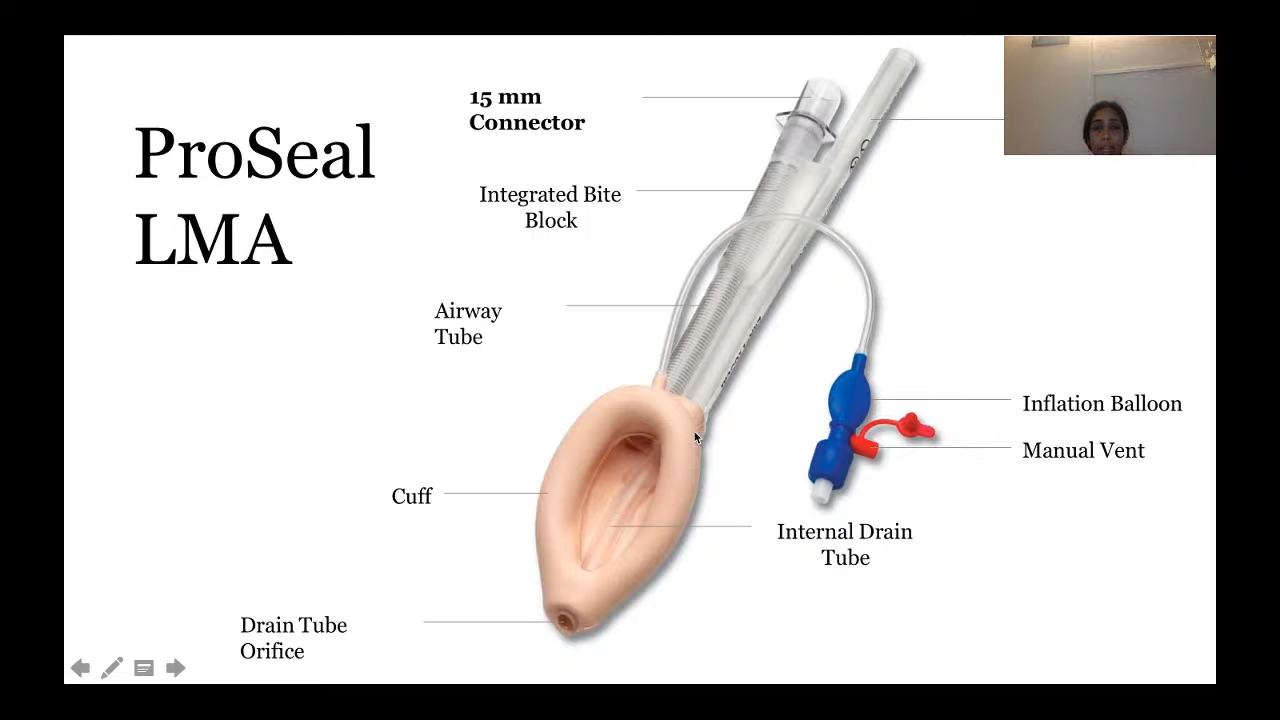 ProSeal
LMA
15 mm
Connector
Integrated Bite
Block
Airway
Tube
Inflation Balloon
Manual Vent
Cuff
Internal Drain
Tube
Drain Tube
Orifice